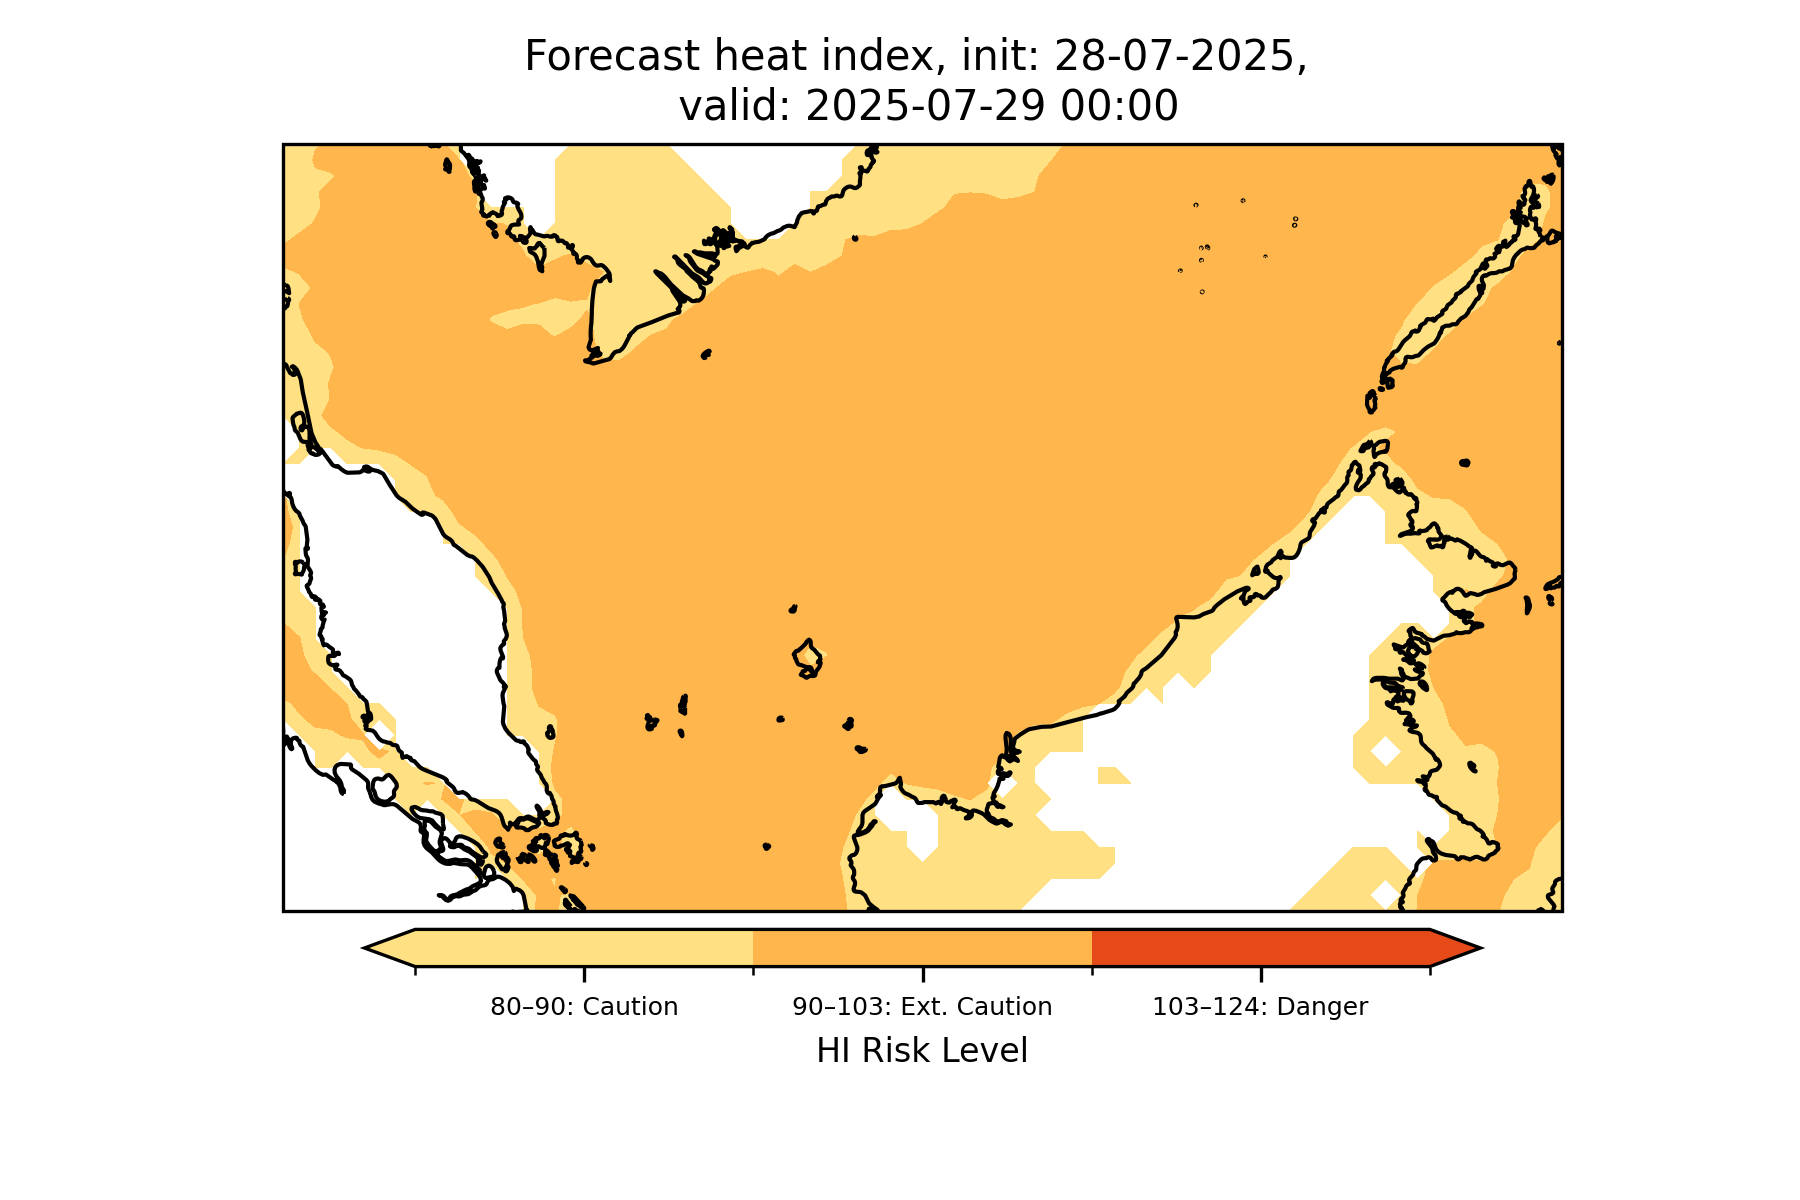 Forecast heat index, init: 28-07-2025,
valid: 2025-07-29 00:00
80–90: Caution
90–103: Ext. Caution
103–124: Danger
HI Risk Level